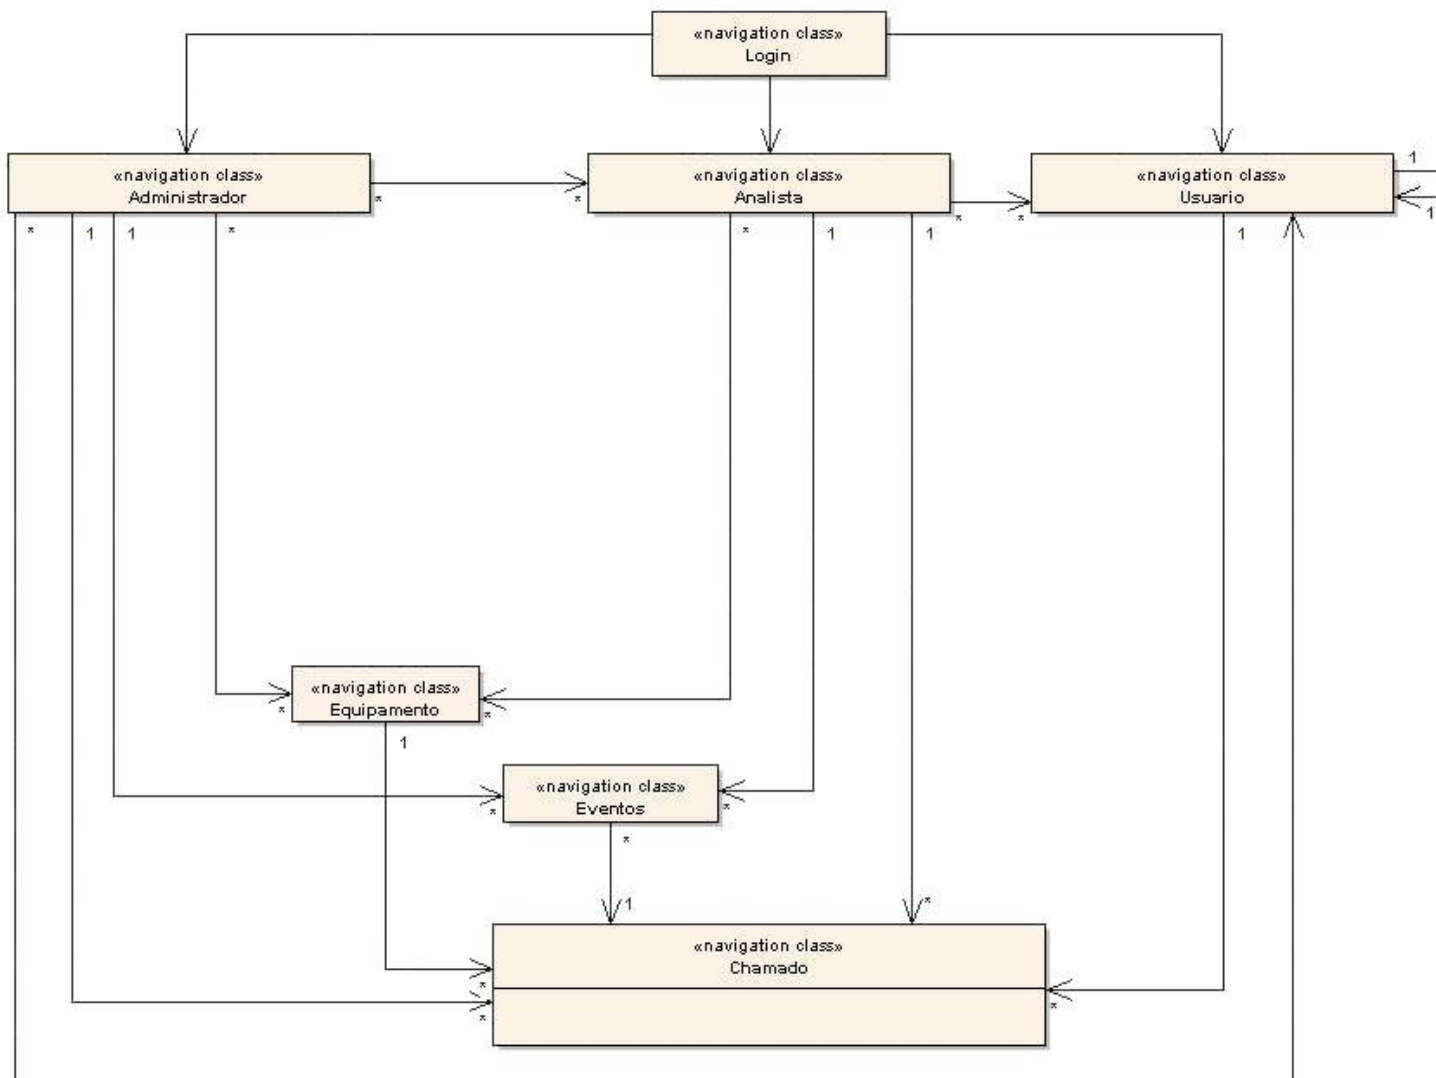 «navigation class»
Login
«navigation class»
Administrador
«navigation class»
Analista
«navigation class»
Usuario
1
1
*
*
*
*
*
1
1
*
*
1
1
1
«navigation class»
Equipamento
*
*
1
«navigation class»
Eventos
*
*
*
1
*
«navigation class»
Chamado
*
*
*